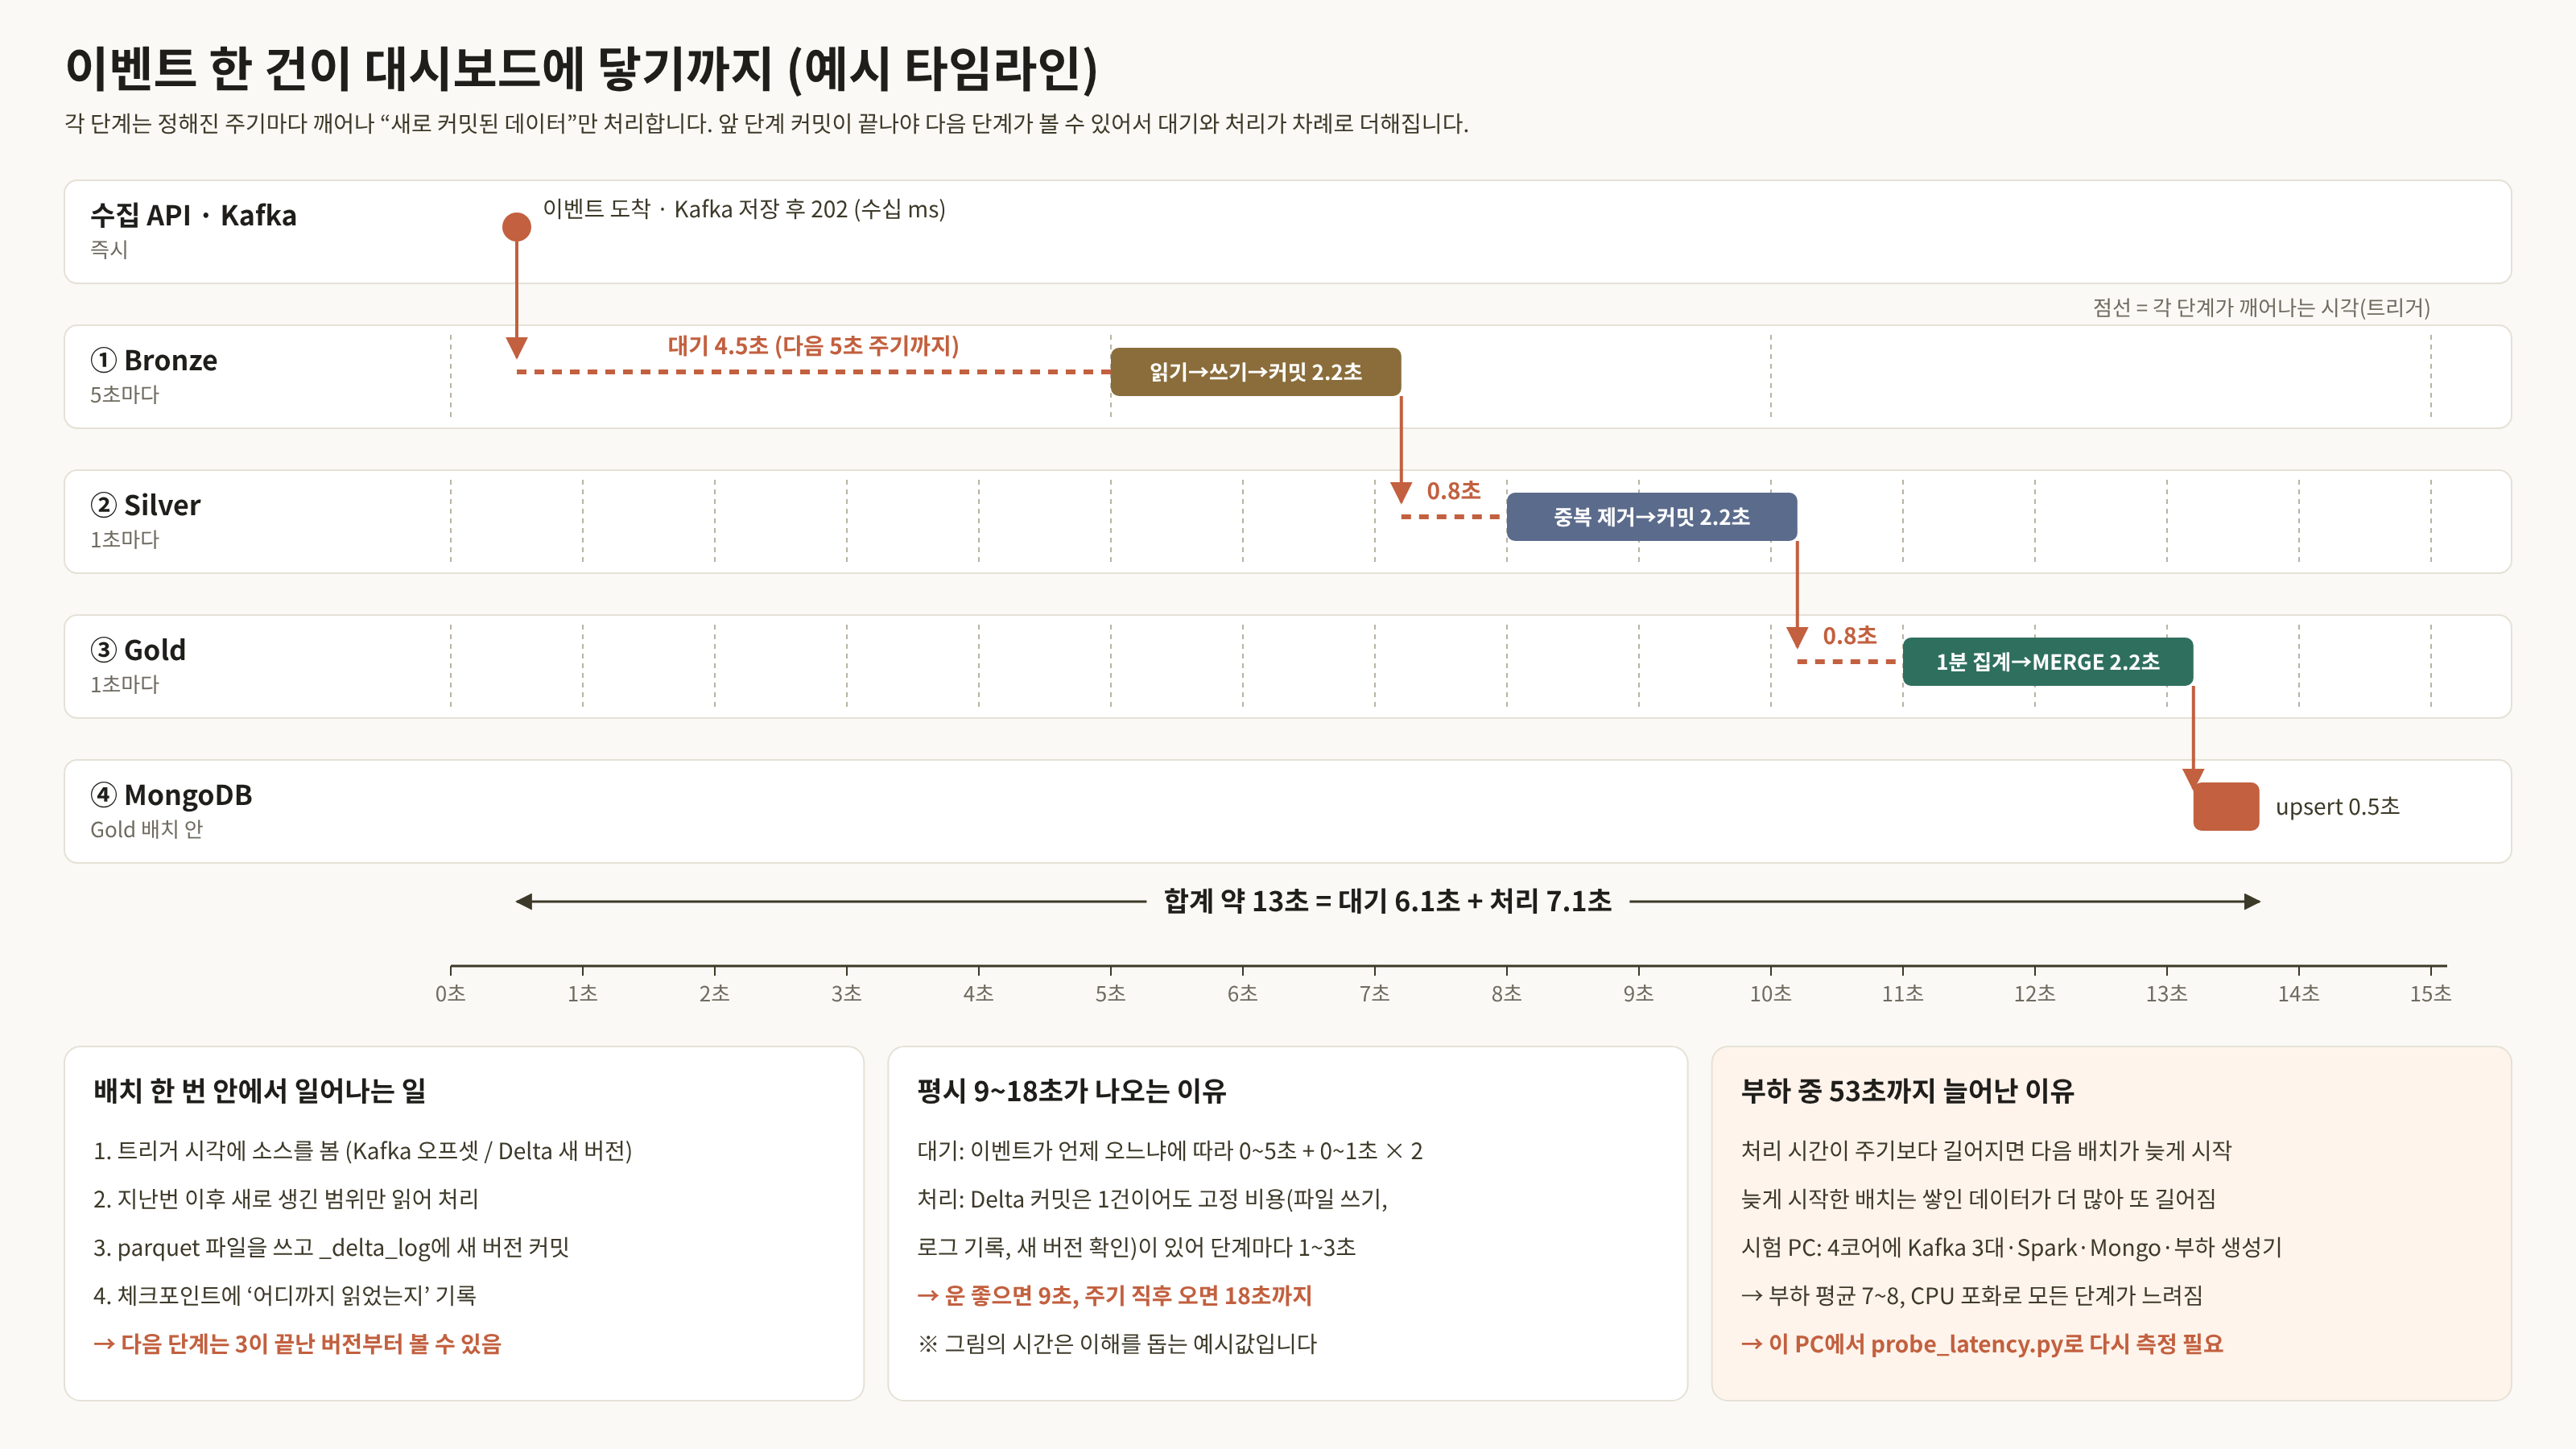 이벤트 한 건이 대시보드에 닿기까지 (예시 타임라인)
각 단계는 정해진 주기마다 깨어나 “새로 커밋된 데이터”만 처리합니다. 앞 단계 커밋이 끝나야 다음 단계가 볼 수 있어서 대기와 처리가 차례로 더해집니다.
수집 API · Kafka
즉시
이벤트 도착 · Kafka 저장 후 202 (수십 ms)
점선 = 각 단계가 깨어나는 시각(트리거)
① Bronze
5초마다
대기 4.5초 (다음 5초 주기까지)
읽기→쓰기→커밋 2.2초
② Silver
1초마다
0.8초
중복 제거→커밋 2.2초
③ Gold
1초마다
0.8초
1분 집계→MERGE 2.2초
④ MongoDB
Gold 배치 안
upsert 0.5초
합계 약 13초 = 대기 6.1초 + 처리 7.1초
0초 1초 2초 3초 4초 5초 6초 7초 8초 9초 10초 11초 12초 13초 14초 15초
배치 한 번 안에서 일어나는 일
1. 트리거 시각에 소스를 봄 (Kafka 오프셋 / Delta 새 버전)
2. 지난번 이후 새로 생긴 범위만 읽어 처리
3. parquet 파일을 쓰고 _delta_log에 새 버전 커밋
4. 체크포인트에 ‘어디까지 읽었는지’ 기록
→ 다음 단계는 3이 끝난 버전부터 볼 수 있음
평시 9~18초가 나오는 이유
대기: 이벤트가 언제 오느냐에 따라 0~5초 + 0~1초 × 2
처리: Delta 커밋은 1건이어도 고정 비용(파일 쓰기,
로그 기록, 새 버전 확인)이 있어 단계마다 1~3초
→ 운 좋으면 9초, 주기 직후 오면 18초까지
※ 그림의 시간은 이해를 돕는 예시값입니다
부하 중 53초까지 늘어난 이유
처리 시간이 주기보다 길어지면 다음 배치가 늦게 시작
늦게 시작한 배치는 쌓인 데이터가 더 많아 또 길어짐
시험 PC: 4코어에 Kafka 3대·Spark·Mongo·부하 생성기
→ 부하 평균 7~8, CPU 포화로 모든 단계가 느려짐
→ 이 PC에서 probe_latency.py로 다시 측정 필요